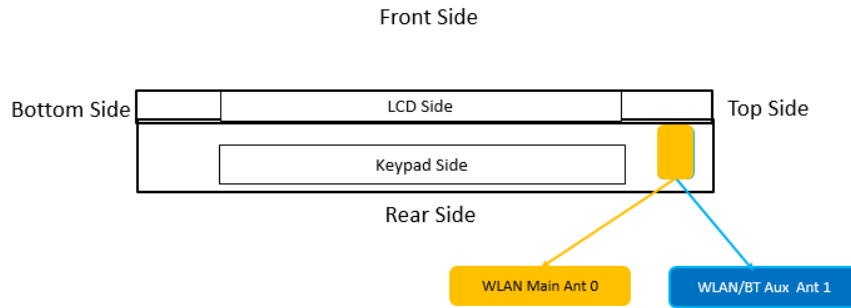 Front Side
LCD Side
Bottom Side
Top Side
Keypad Side
Rear Side
WLAN Main Ant 0
WLAN/BT Aux  Ant 1